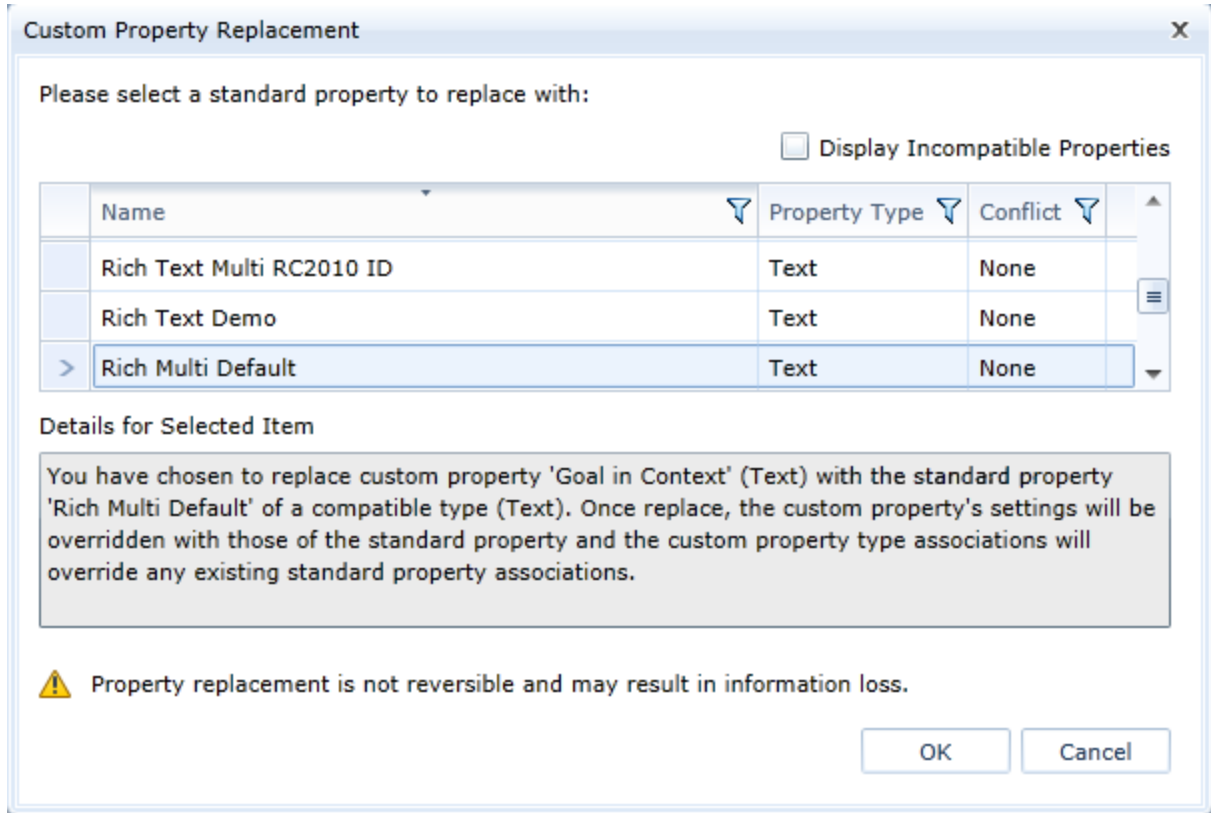 Custom Property Replacement
Please select a standard property to replace with:
Display Incompatible Properties
Name Property Type Conflict
Rich Text Multi RC2010 ID Text None
Rich Text Demo Text None
Rich Multi Default Text None
Details for Selected Item
You have chosen to replace custom property 'Goal in Context' (Text) with the standard property
'Rich Multi Default' of a compatible type (Text). Once replace, the custom property's settings will be
overridden with those of the standard property and the custom property type associations will
override any existing standard property associations.
Property replacement is not reversible and may result in information loss.
OK Cancel